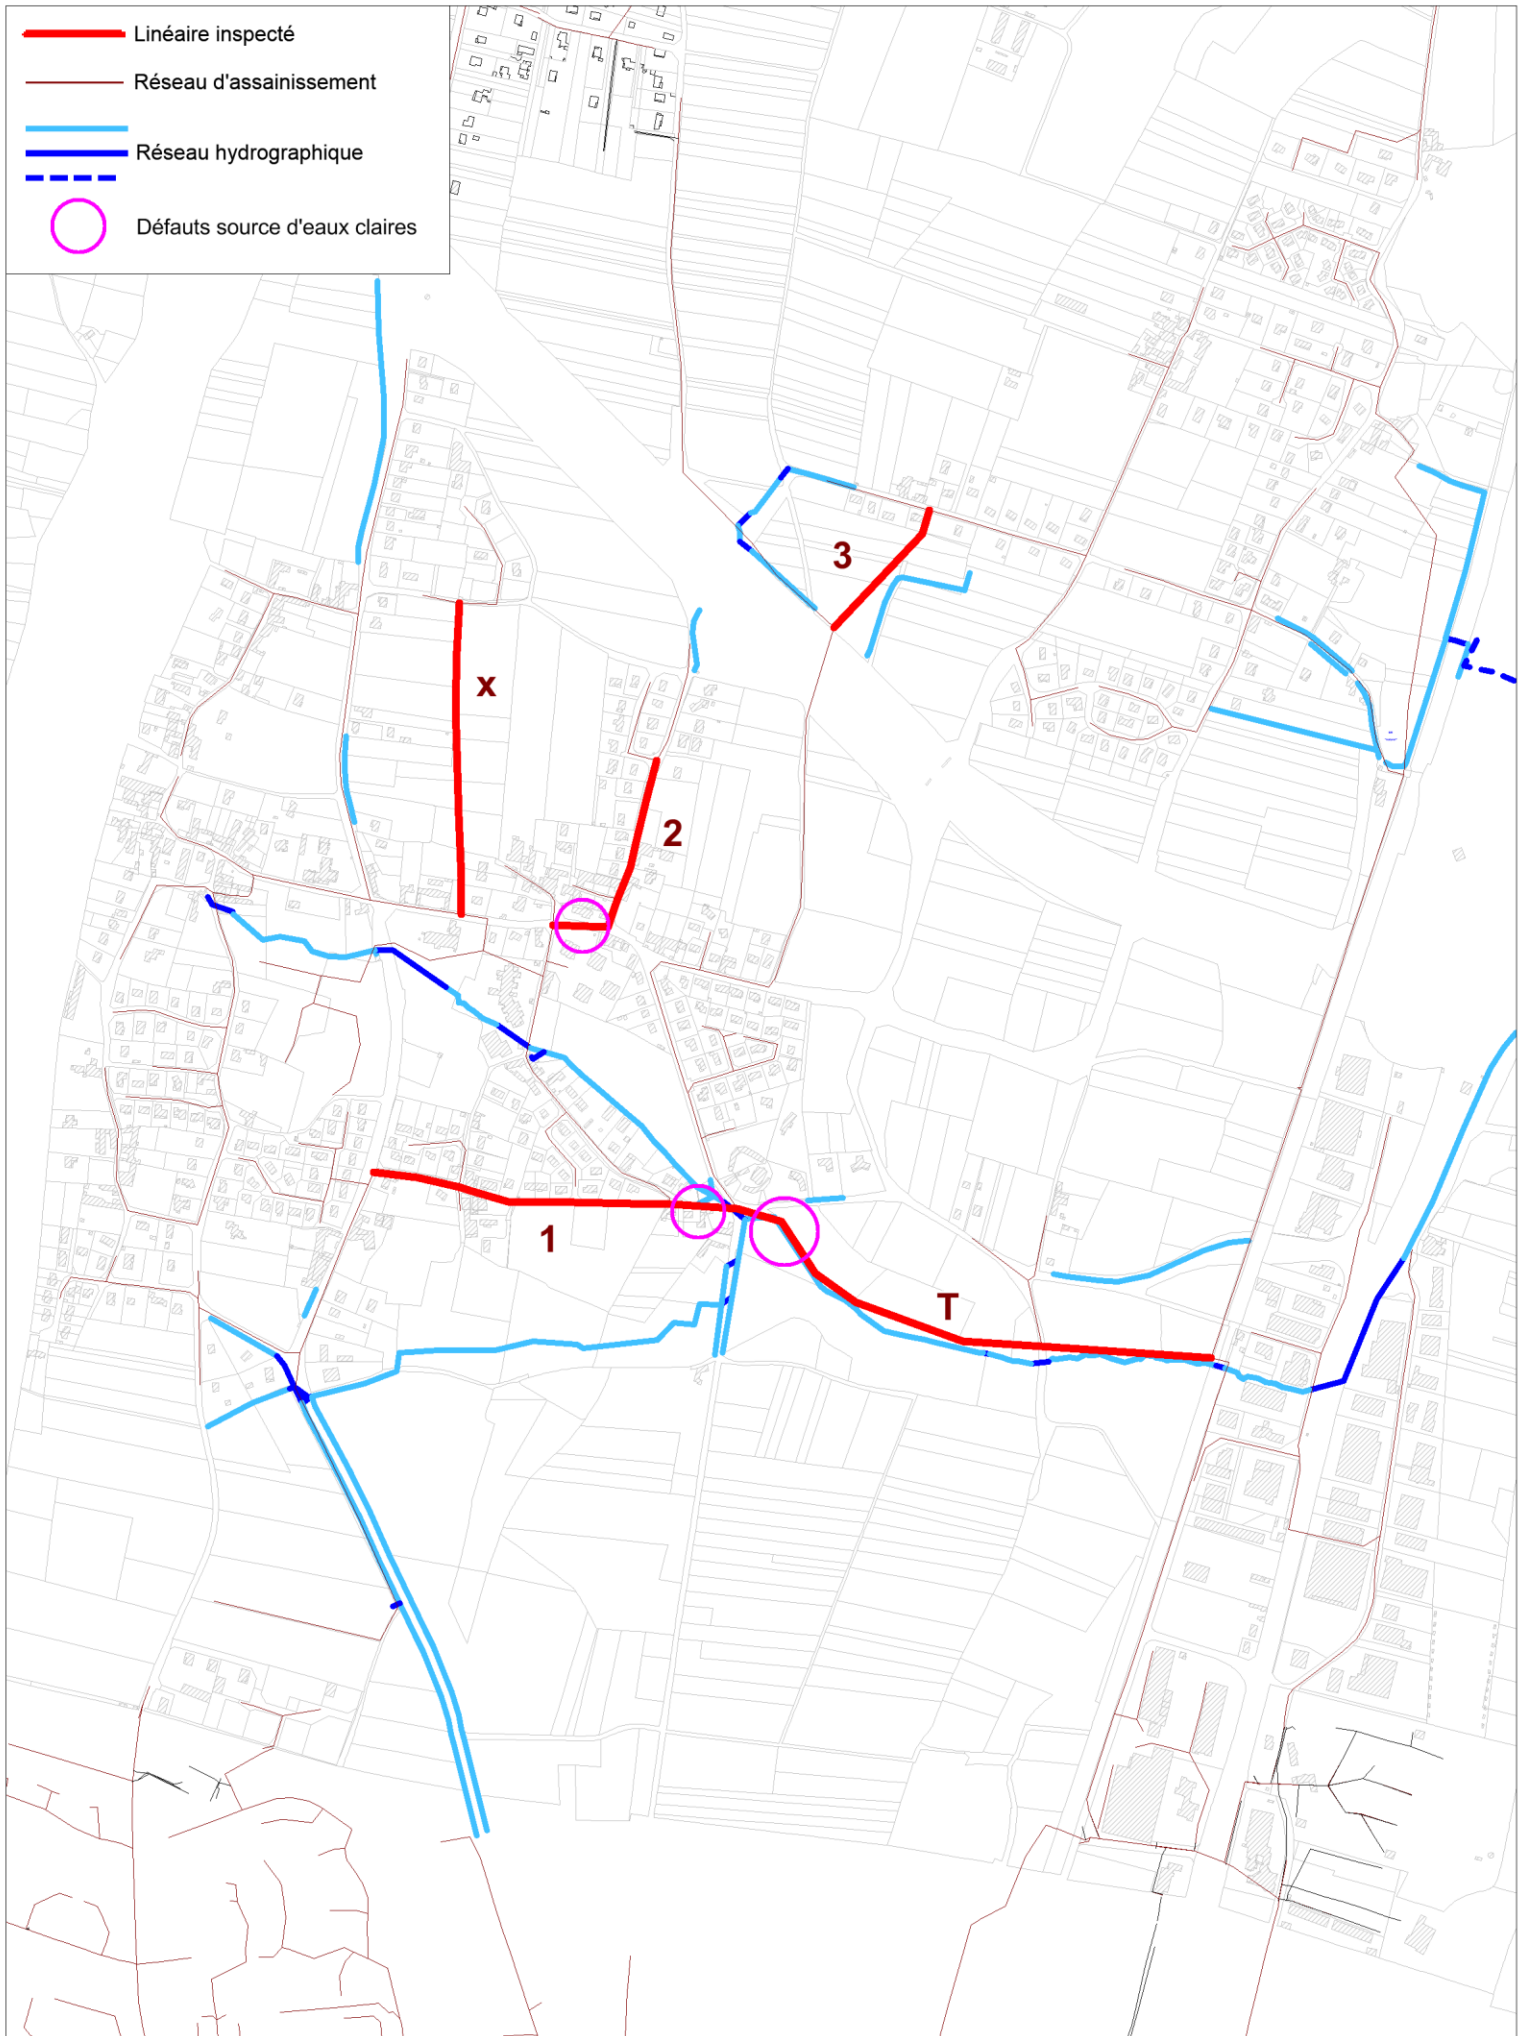 Linéaire inspecté
Réseau d'assainissement
Réseau hydrographique
Défauts source d'eaux claires
3
x
2
1
T